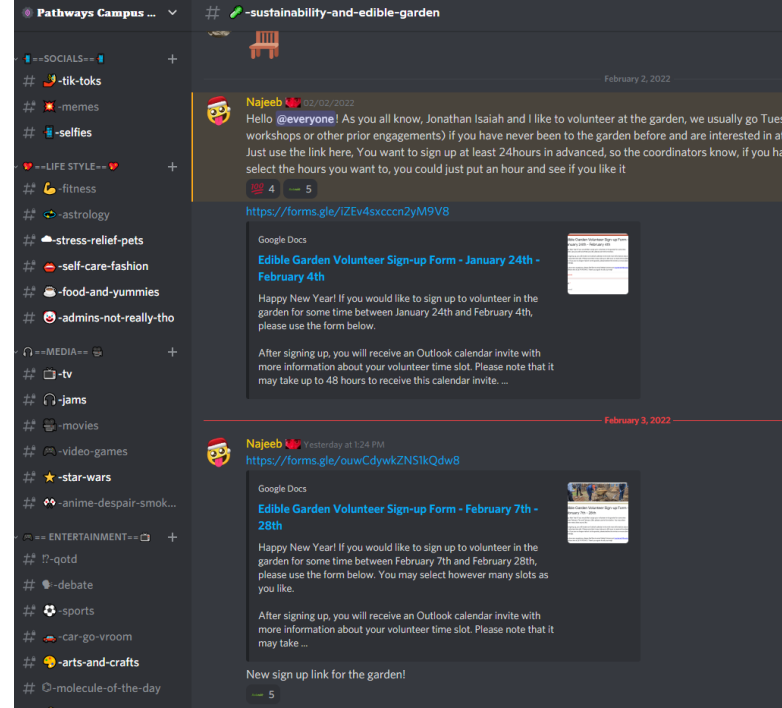 Pathways Campus ...
==SOCIALS==
-tik-toks
-memes
-selfies
==LIFE STYLE==
-fitness
-astrology
-stress-relief-pets
-self-care-fashion
-food-and-yummies
-admins-not-really-tho
==MEDIA==
-tv
-jams
-movies
-video-games
-star-wars
-anime-despair-smok...
== ENTERTAINMENT==
⁉-qotd
-debate
-sports
-car-go-vroom
-arts-and-crafts
-molecule-of-the-day
# -sustainability-and-edible-garden
February 2, 2022
Najeeb 02/02/2022
Hello @everyone! As you all know, Jonathan Isaiah and I like to volunteer at the garden, we usually go Tues
workshops or other prior engagements) if you have never been to the garden before and are interested in at
Just use the link here, You want to sign up at least 24hours in advanced, so the coordinators know, if you ha
select the hours you want to, you could just put an hour and see if you like it
💯 4 5
https://forms.gle/iZEv4sxcccn2yM9V8
Google Docs
Edible Garden Volunteer Sign-up Form - January 24th -
February 4th
Happy New Year! If you would like to sign up to volunteer in the
garden for some time between January 24th and February 4th,
please use the form below.
After signing up, you will receive an Outlook calendar invite with
more information about your volunteer time slot. Please note that it
may take up to 48 hours to receive this calendar invite. ...
February 3, 2022
Najeeb Yesterday at 1:24 PM
https://forms.gle/ouwCdywkZNS1kQdw8
Google Docs
Edible Garden Volunteer Sign-up Form - February 7th -
28th
Happy New Year! If you would like to sign up to volunteer in the
garden for some time between February 7th and February 28th,
please use the form below. You may select however many slots as
you like.
After signing up, you will receive an Outlook calendar invite with
more information about your volunteer time slot. Please note that it
may take ...
New sign up link for the garden!
5